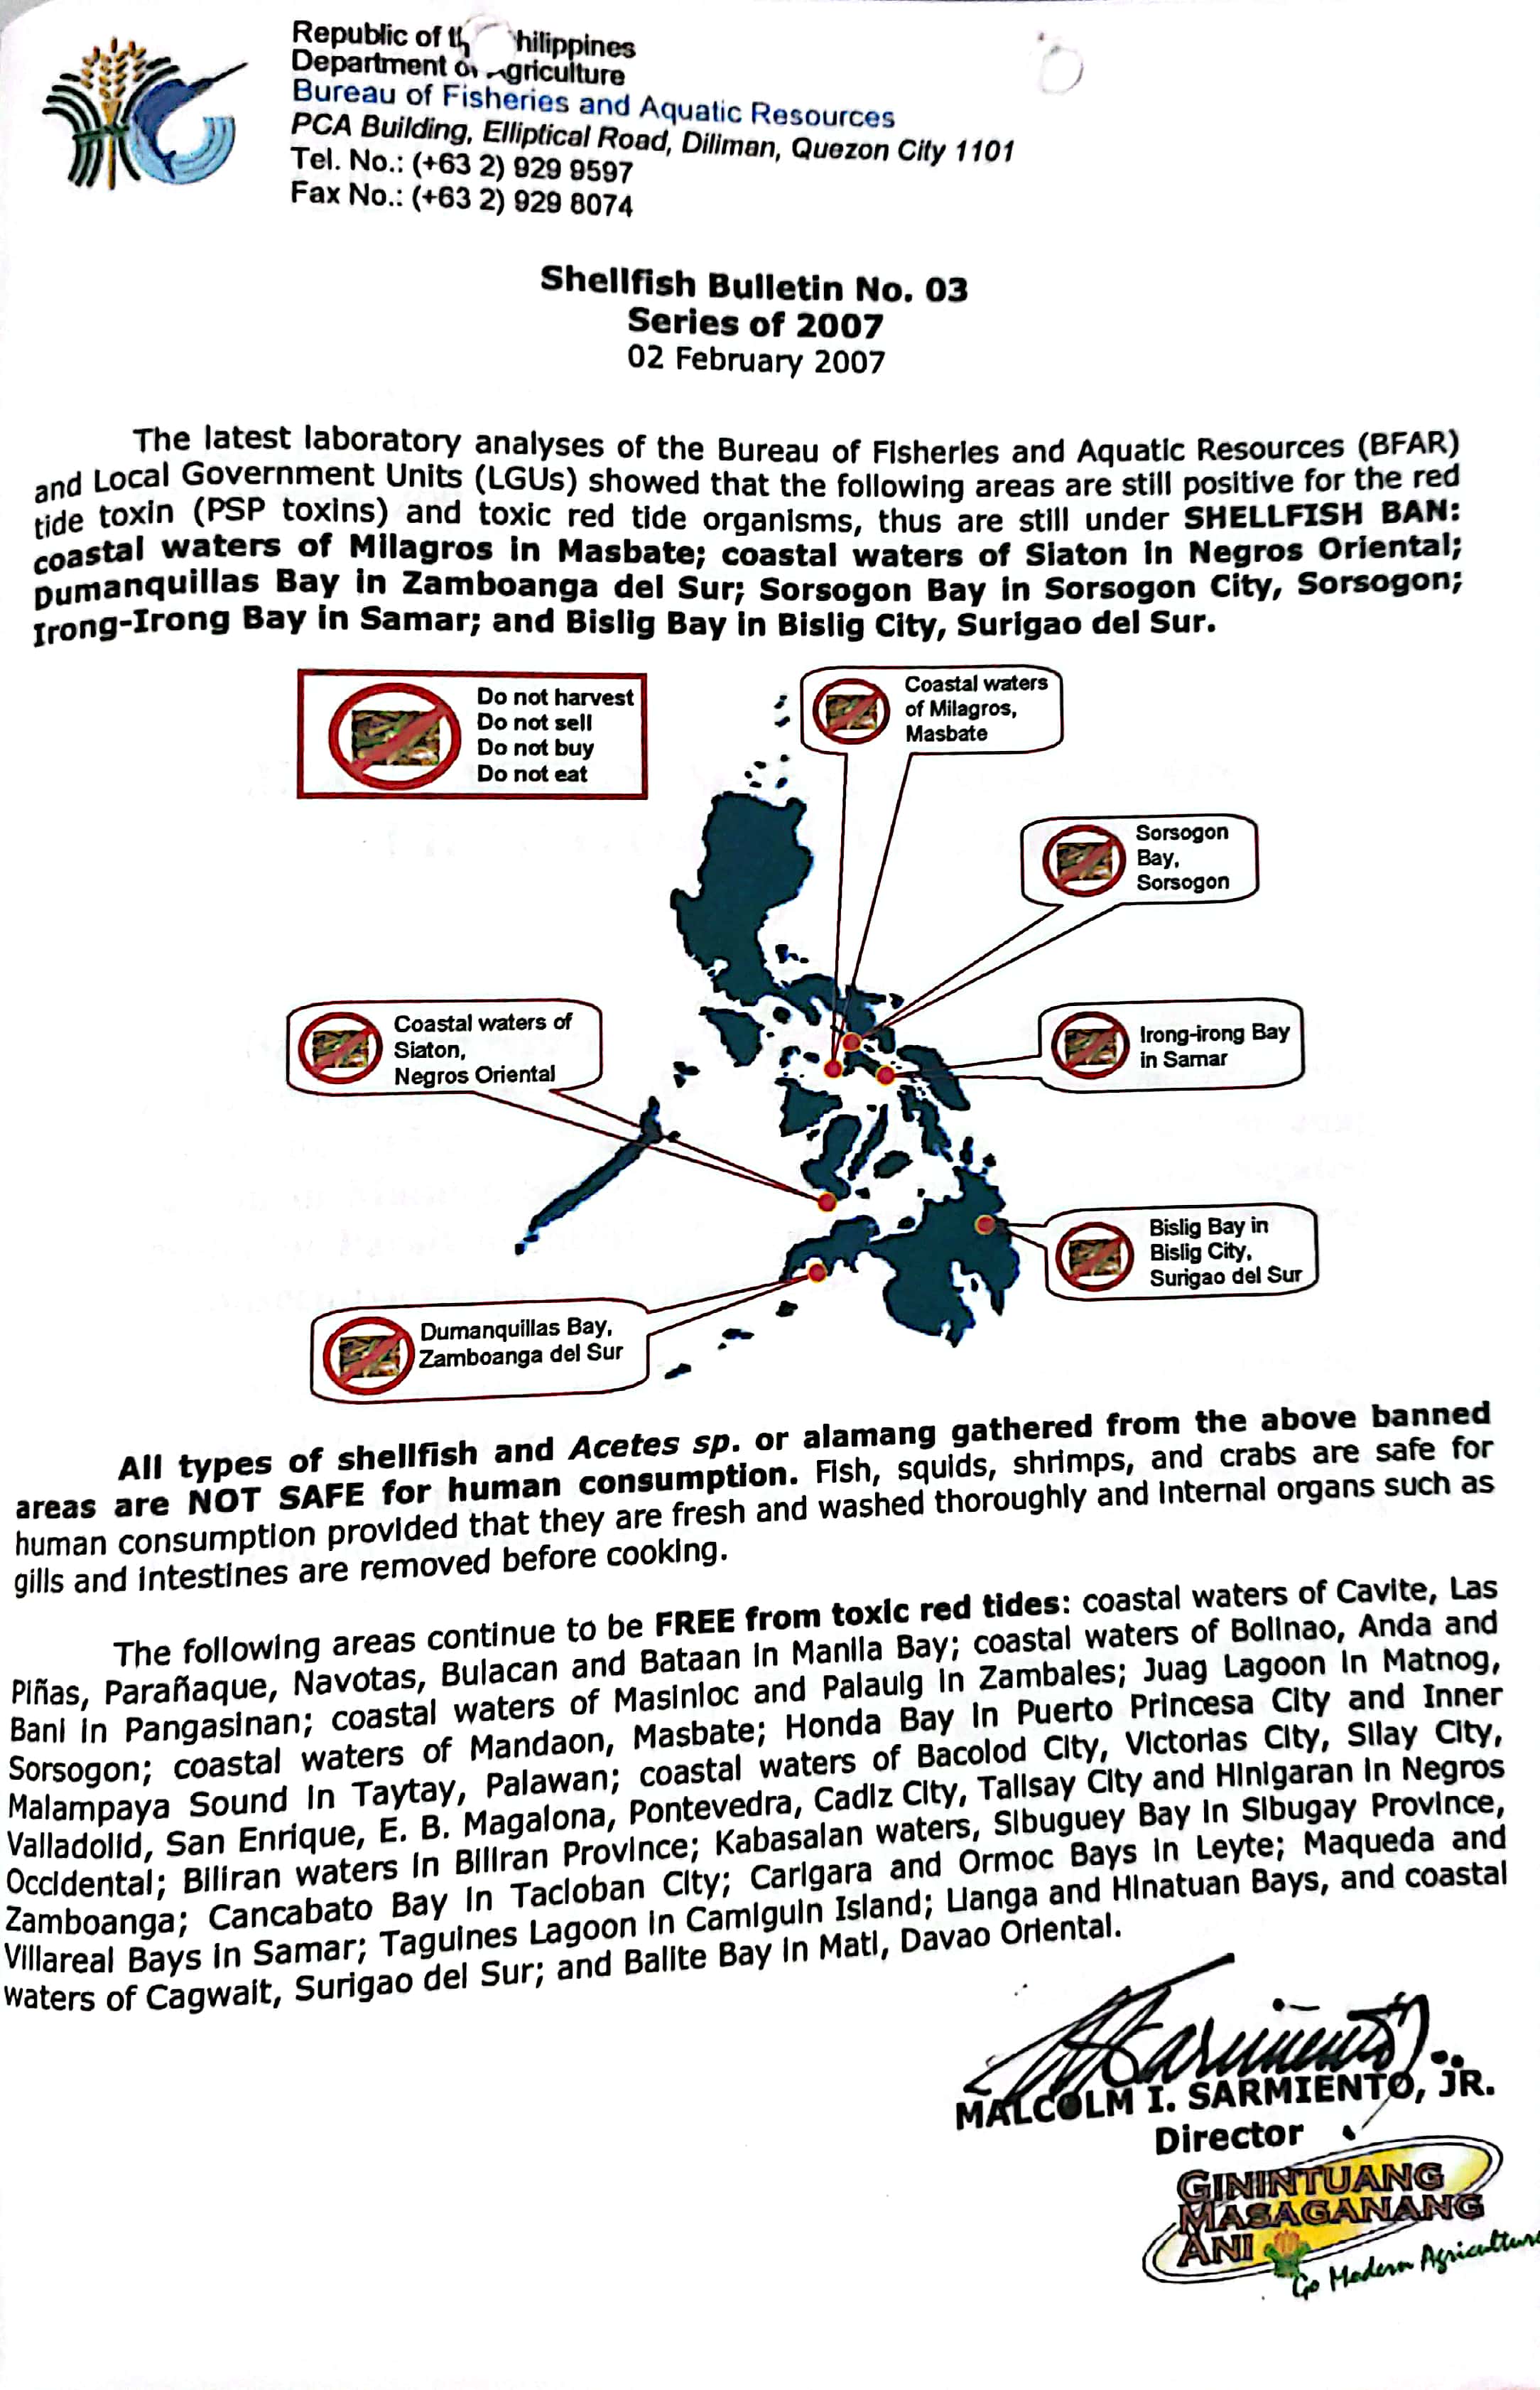 Republic of th hilippines
Department of Agriculture
Bureau of Fisheries and Aquatic Resources
PCA Building, Elliptical Road, Diliman, Quezon City 1101
Tel. No.: (+63 2) 929 9597
Fax No.: (+63 2) 929 8074
Shellfish Bulletin No. 03
Series of 2007
02 February 2007
The latest laboratory analyses of the Bureau of Fisheries and Aquatic Resources (BFAR)
and Local Government Units (LGUs) showed that the following areas are still positive for the red
tide toxin (PSP toxins) and toxic red tide organisms, thus are still under SHELLFISH BAN:
coastal waters of Milagros in Masbate; coastal waters of Siaton in Negros Oriental;
Dumanquillas Bay in Zamboanga del Sur; Sorsogon Bay in Sorsogon City, Sorsogon;
Irong-Irong Bay in Samar; and Bislig Bay in Bislig City, Surigao del Sur.
Do not harvest
Do not sell
Do not buy
Do not eat
Coastal waters
of Milagros,
Masbate
Sorsogon
Bay,
Sorsogon
Coastal waters of
Siaton,
Negros Oriental
Irong-irong Bay
in Samar
Bislig Bay in
Bislig City,
Surigao del Sur
Dumanquillas Bay,
Zamboanga del Sur
All types of shellfish and Acetes sp. or alamang gathered from the above banned
areas are NOT SAFE for human consumption. Fish, squids, shrimps, and crabs are safe for
human consumption provided that they are fresh and washed thoroughly and internal organs such as
gills and intestines are removed before cooking.
The following areas continue to be FREE from toxic red tides: coastal waters of Cavite, Las
Piñas, Parañaque, Navotas, Bulacan and Bataan in Manila Bay; coastal waters of Bolinao, Anda and
Bani in Pangasinan; coastal waters of Masinloc and Palauig in Zambales; Juag Lagoon in Matnog,
Sorsogon; coastal waters of Mandaon, Masbate; Honda Bay in Puerto Princesa City and Inner
Malampaya Sound in Taytay, Palawan; coastal waters of Bacolod City, Victorias City, Silay City,
Valladolid, San Enrique, E. B. Magalona, Pontevedra, Cadiz City, Talisay City and Hinigaran in Negros
Occidental; Biliran waters in Biliran Province; Kabasalan waters, Sibuguey Bay in Sibugay Province,
Zamboanga; Cancabato Bay in Tacloban City; Carigara and Ormoc Bays in Leyte; Maqueda and
Villareal Bays in Samar; Taguines Lagoon in Camiguin Island; Lianga and Hinatuan Bays, and coastal
waters of Cagwait, Surigao del Sur; and Balite Bay in Mati, Davao Oriental.
MALCOLM I. SARMIENTO, JR.
Director
GININTUANG
MASAGANANG
ANI
Go Modern Agriculture